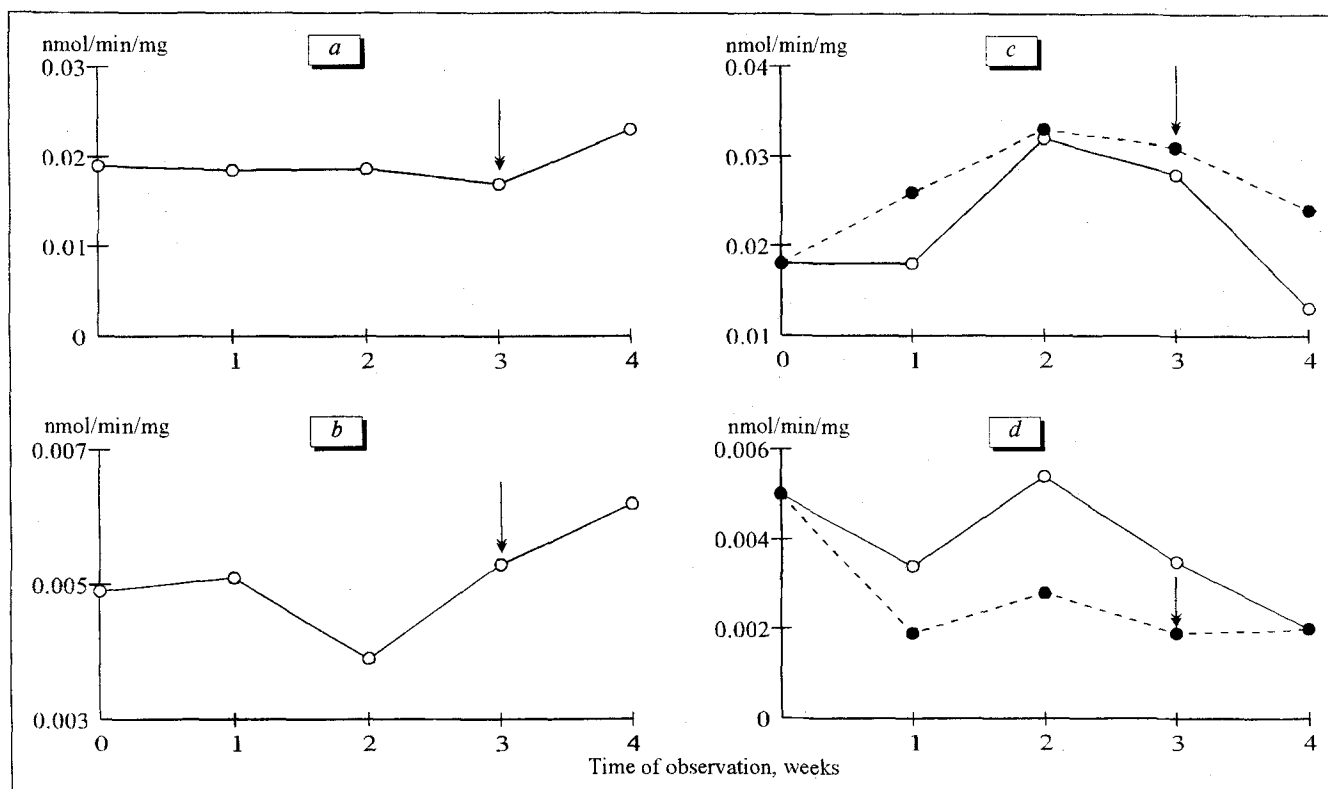 nmol/min/mg
a
0.03
0.02
0.01
0
1 2 3 4
nmol/min/mg
c
0.04
0.03
0.02
0.01
0 1 2 3 4
nmol/min/mg
b
0.007
0.005
0.003
0 1 2 3 4
nmol/min/mg
d
0.006
0.004
0.002
0
1 2 3 4
Time of observation, weeks